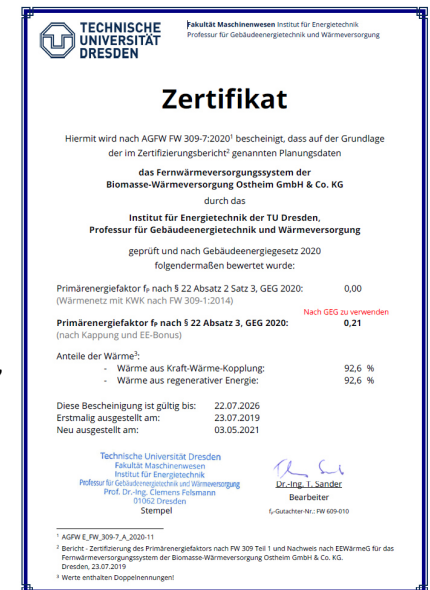 TECHNISCHE
UNIVERSITÄT
DRESDEN
Fakultät Maschinenwesen Institut für Energietechnik
Professur für Gebäudeenergietechnik und Wärmeversorgung
Zertifikat
Hiermit wird nach AGFW FW 309-7:2020¹ bescheinigt, dass auf der Grundlage
der im Zertifizierungsbericht² genannten Planungsdaten
das Fernwärmeversorgungssystem der
Biomasse-Wärmeversorgung Ostheim GmbH & Co. KG
durch das
Institut für Energietechnik der TU Dresden,
Professur für Gebäudeenergietechnik und Wärmeversorgung
geprüft und nach Gebäudeenergiegesetz 2020
folgendermaßen bewertet wurde:
Primärenergiefaktor fₚ nach § 22 Absatz 2 Satz 3, GEG 2020: 0,00
(Wärmenetz mit KWK nach FW 309-1:2014)
Nach GEG zu verwenden
Primärenergiefaktor fₚ nach § 22 Absatz 3, GEG 2020: 0,21
(nach Kappung und EE-Bonus)
Anteile der Wärme³:
- Wärme aus Kraft-Wärme-Kopplung: 92,6 %
- Wärme aus regenerativer Energie: 92,6 %
Diese Bescheinigung ist gültig bis: 22.07.2026
Erstmalig ausgestellt am: 23.07.2019
Neu ausgestellt am: 03.05.2021
Technische Universität Dresden
Fakultät Maschinenwesen
Institut für Energietechnik
Professur für Gebäudeenergietechnik und Wärmeversorgung
Prof. Dr.-Ing. Clemens Felsmann
01062 Dresden
Stempel
Dr.-Ing. T. Sander
Bearbeiter
fₚ-Gutachter-Nr.: FW 609-010
¹ AGFW E_FW_309-7_A_2020-11
² Bericht - Zertifizierung des Primärenergiefaktors nach FW 309 Teil 1 und Nachweis nach EEWärmeG für das
Fernwärmeversorgungssystem der Biomasse-Wärmeversorgung Ostheim GmbH & Co. KG.
Dresden, 23.07.2019
³ Werte enthalten Doppelnennungen!